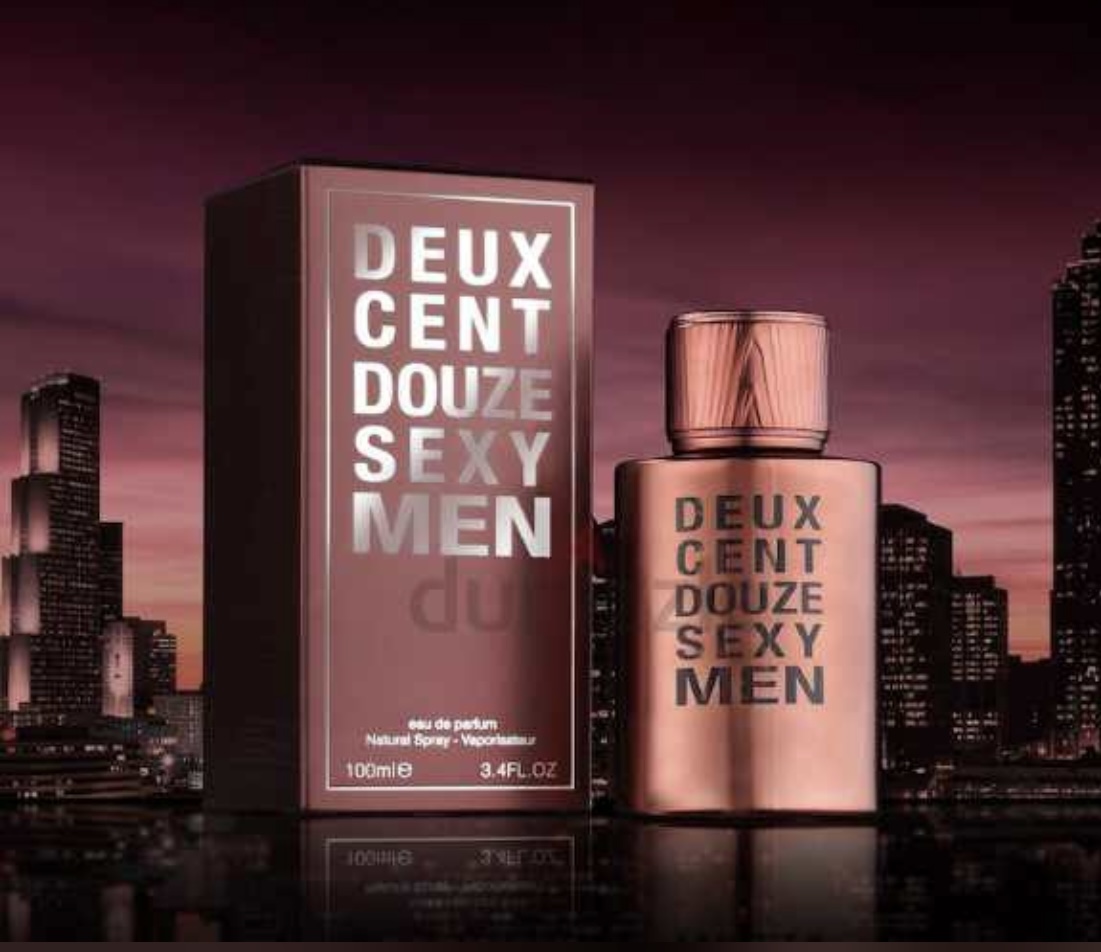 DEUX
CENT
DOUZE
SEXY
MEN
eau de parfum
Natural Spray - Vaporisateur
100ml℮
3.4FL.OZ
DEUX
CENT
DOUZE
SEXY
MEN